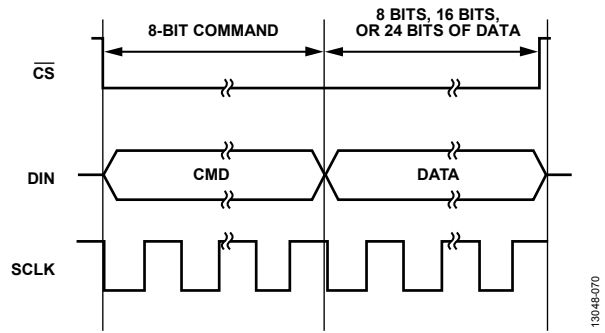 8-BIT COMMAND
8 BITS, 16 BITS,
OR 24 BITS OF DATA
CS
DIN
CMD
DATA
SCLK
13048-070